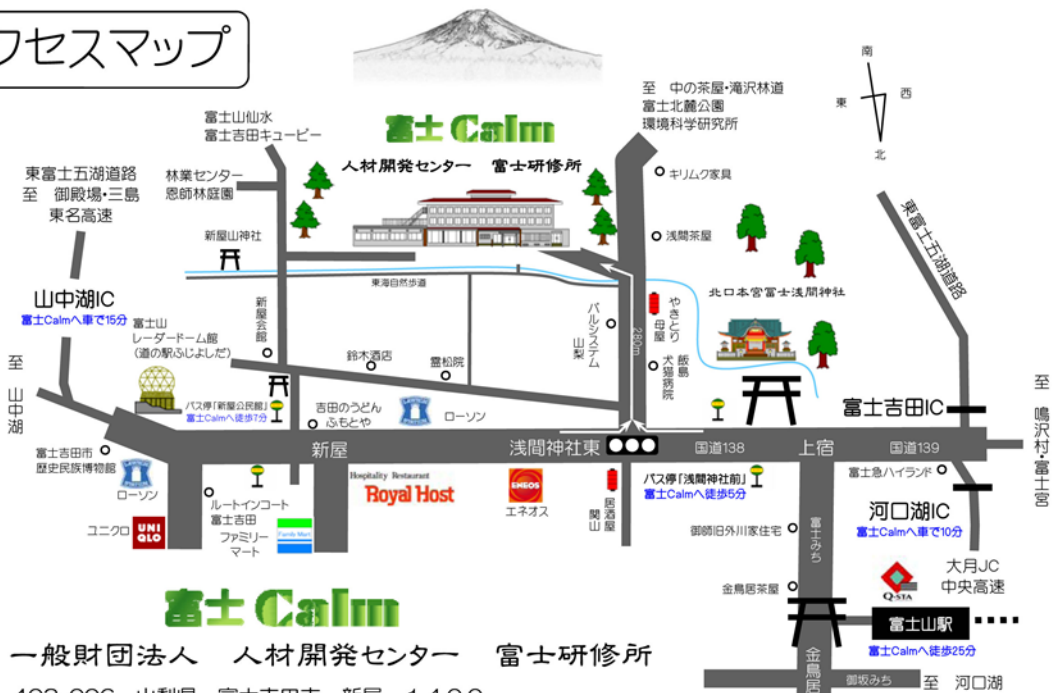 クセスマップ
南
東
西
北
至 中の茶屋・滝沢林道
富士北麓公園
環境科学研究所
富士山仙水
富士吉田キューピー
富士Calm
人材開発センター 富士研修所
キリムク家具
東富士五湖道路
至 御殿場・三島
東名高速
林業センター
恩師林庭園
新屋山神社
浅間茶屋
東富士五湖道路
東海自然歩道
北口本宮富士浅間神社
山中湖IC
富士Calmへ車で15分
富士山
レーダードーム館
(道の駅ふじよしだ)
新屋会館
パルシステム
山梨
280m
やきとり
母屋
飯島
犬猫病院
鈴木酒店
霊松院
至 山中湖
バス停「新屋公民館」
富士Calmへ徒歩7分
吉田のうどん
ふもとや
LAWSON
ローソン
富士吉田IC
至 鳴沢村・富士宮
新屋
浅間神社東
国道138
上宿
国道139
富士吉田市
歴史民族博物館
ローソン
ユニクロ
UNI
QLO
ルートインコート
富士吉田
ファミリー
マート
Family Mart
Hospitality Restaurant
Royal Host
ENEOS
エネオス
居酒屋
関山
バス停「浅間神社前」
富士Calmへ徒歩5分
富士急ハイランド
河口湖IC
富士Calmへ車で10分
御師旧外川家住宅
富士みち
金鳥居茶屋
Q-STA
大月JC
中央高速
富士山駅
富士Calmへ徒歩25分
金鳥居
御坂みち
至 河口湖
富士Calm
一般財団法人 人材開発センター 富士研修所